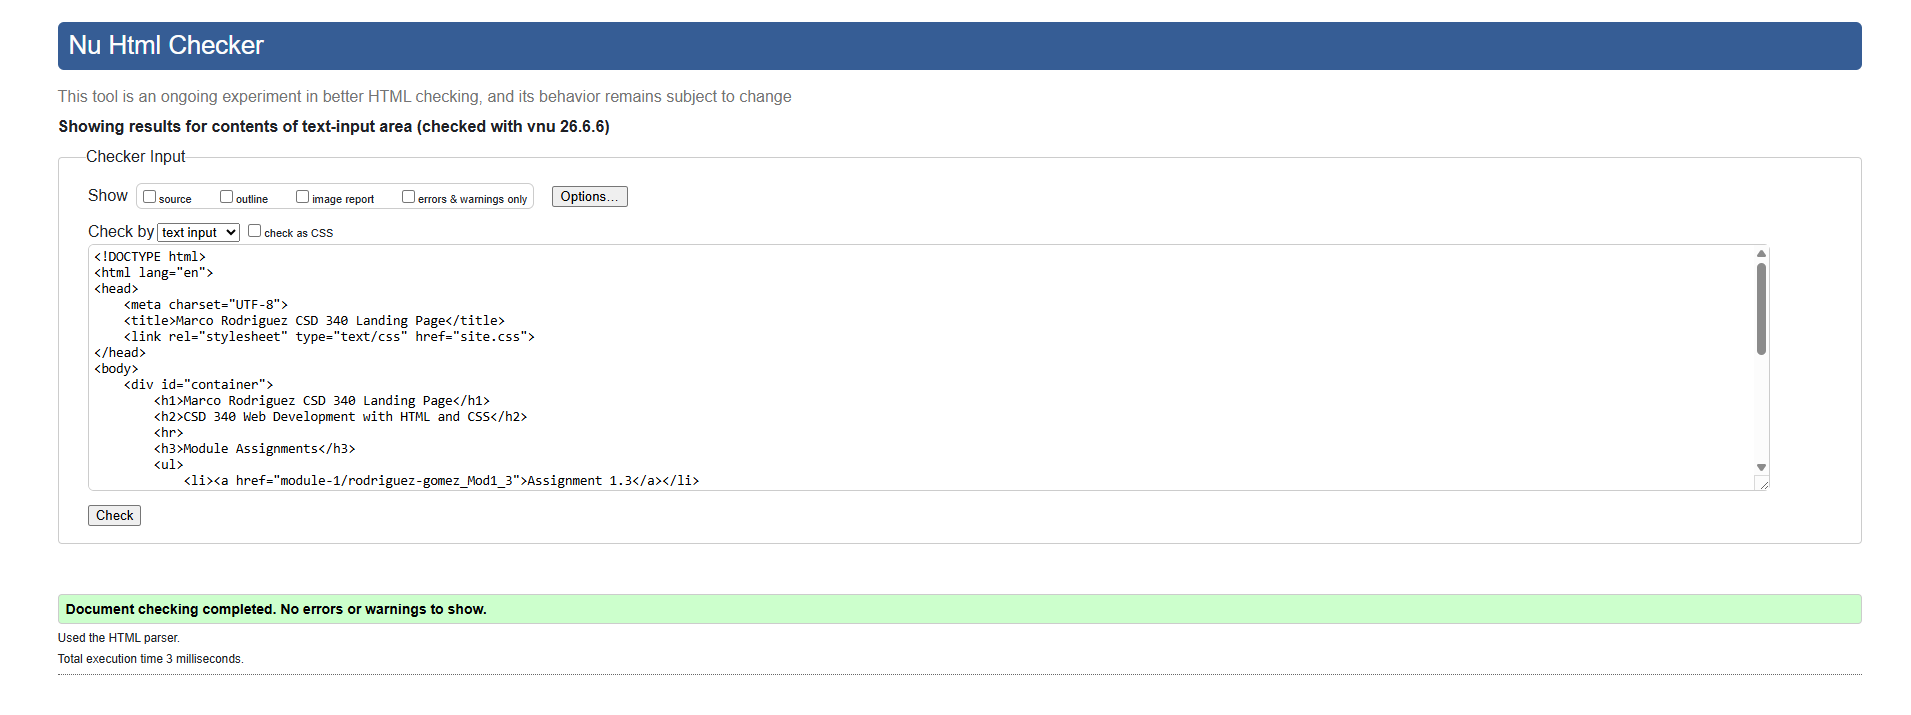 Nu Html Checker
This tool is an ongoing experiment in better HTML checking, and its behavior remains subject to change
Showing results for contents of text-input area (checked with vnu 26.6.6)
Checker Input
Show source outline image report errors & warnings only Options...
Check by text input check as CSS
<!DOCTYPE html>
<html lang="en">
<head>
    <meta charset="UTF-8">
    <title>Marco Rodriguez CSD 340 Landing Page</title>
    <link rel="stylesheet" type="text/css" href="site.css">
</head>
<body>
    <div id="container">
        <h1>Marco Rodriguez CSD 340 Landing Page</h1>
        <h2>CSD 340 Web Development with HTML and CSS</h2>
        <hr>
        <h3>Module Assignments</h3>
        <ul>
            <li><a href="module-1/rodriguez-gomez_Mod1_3">Assignment 1.3</a></li>
Check
Document checking completed. No errors or warnings to show.
Used the HTML parser.
Total execution time 3 milliseconds.